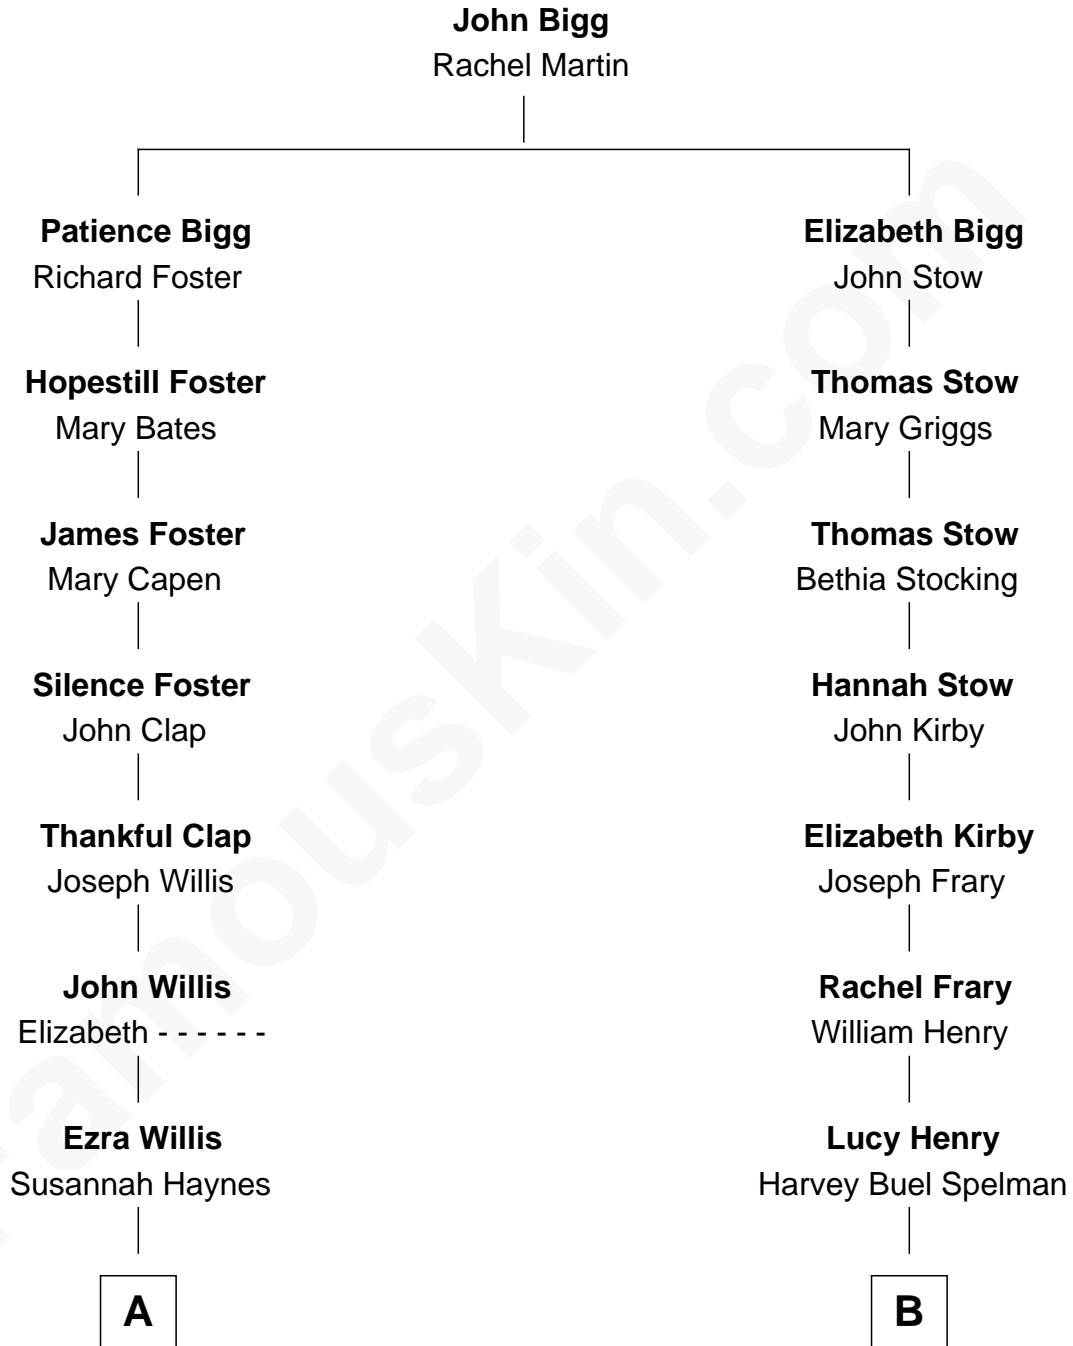 John Bigg
Rachel Martin
Patience Bigg
Richard Foster
Elizabeth Bigg
John Stow
Hopestill Foster
Mary Bates
Thomas Stow
Mary Griggs
James Foster
Mary Capen
Thomas Stow
Bethia Stocking
Silence Foster
John Clap
Hannah Stow
John Kirby
Thankful Clap
Joseph Willis
Elizabeth Kirby
Joseph Frary
John Willis
Elizabeth - - - - - -
Rachel Frary
William Henry
Ezra Willis
Susannah Haynes
Lucy Henry
Harvey Buel Spelman
A
B
FamousKin.com